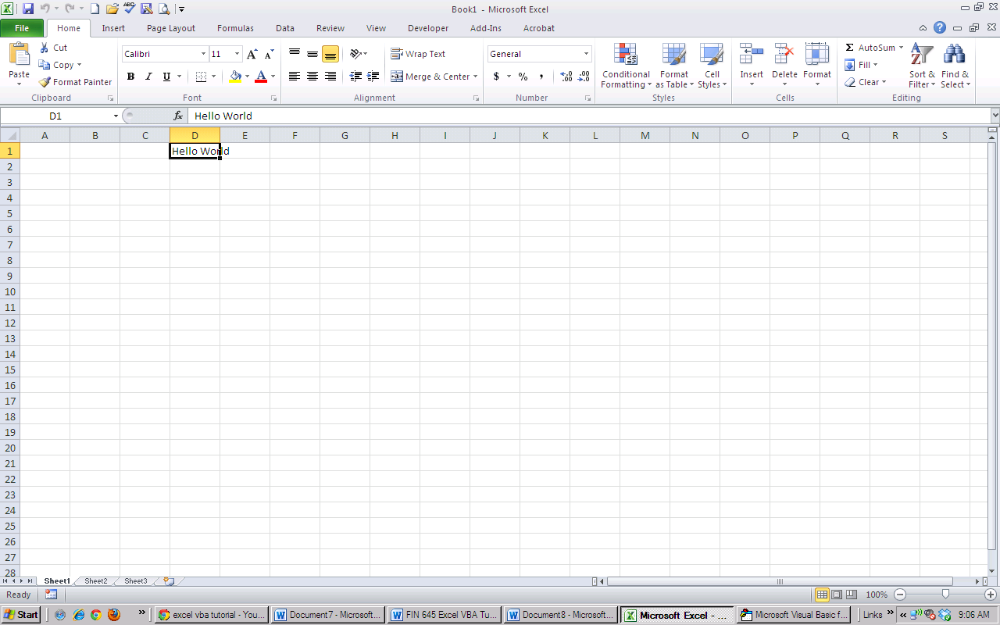 Book1 - Microsoft Excel
File Home Insert Page Layout Formulas Data Review View Developer Add-Ins Acrobat
Paste
Cut
Copy
Format Painter
Clipboard
Calibri 11
B I U
Font
Wrap Text
Merge & Center
Alignment
General
$ % ,
Number
Conditional Formatting
Format as Table
Cell Styles
Styles
Insert Delete Format
Cells
Σ AutoSum
Fill
Clear
Sort & Filter
Find & Select
Editing
D1 fx Hello World
A B C D E F G H I J K L M N O P Q R S
1 Hello World
2
3
4
5
6
7
8
9
10
11
12
13
14
15
16
17
18
19
20
21
22
23
24
25
26
27
28
Sheet1 Sheet2 Sheet3
Ready 100%
Start excel vba tutorial - You... Document7 - Microsoft... FIN 645 Excel VBA Tu... Document8 - Microsoft... Microsoft Excel - ... Microsoft Visual Basic f... Links 9:06 AM